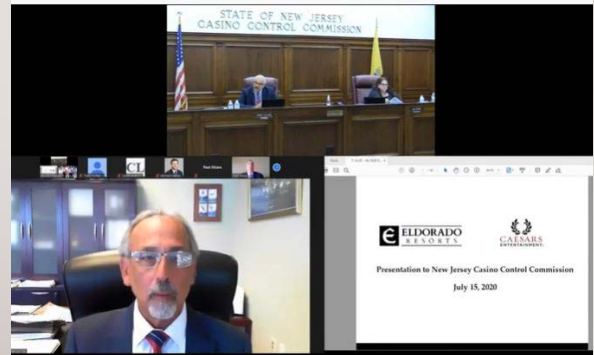 STATE OF NEW JERSEY
CASINO CONTROL COMMISSION
CL
E
ELDORADO
RESORTS
CAESARS
ENTERTAINMENT.
Presentation to New Jersey Casino Control Commission
July 15, 2020